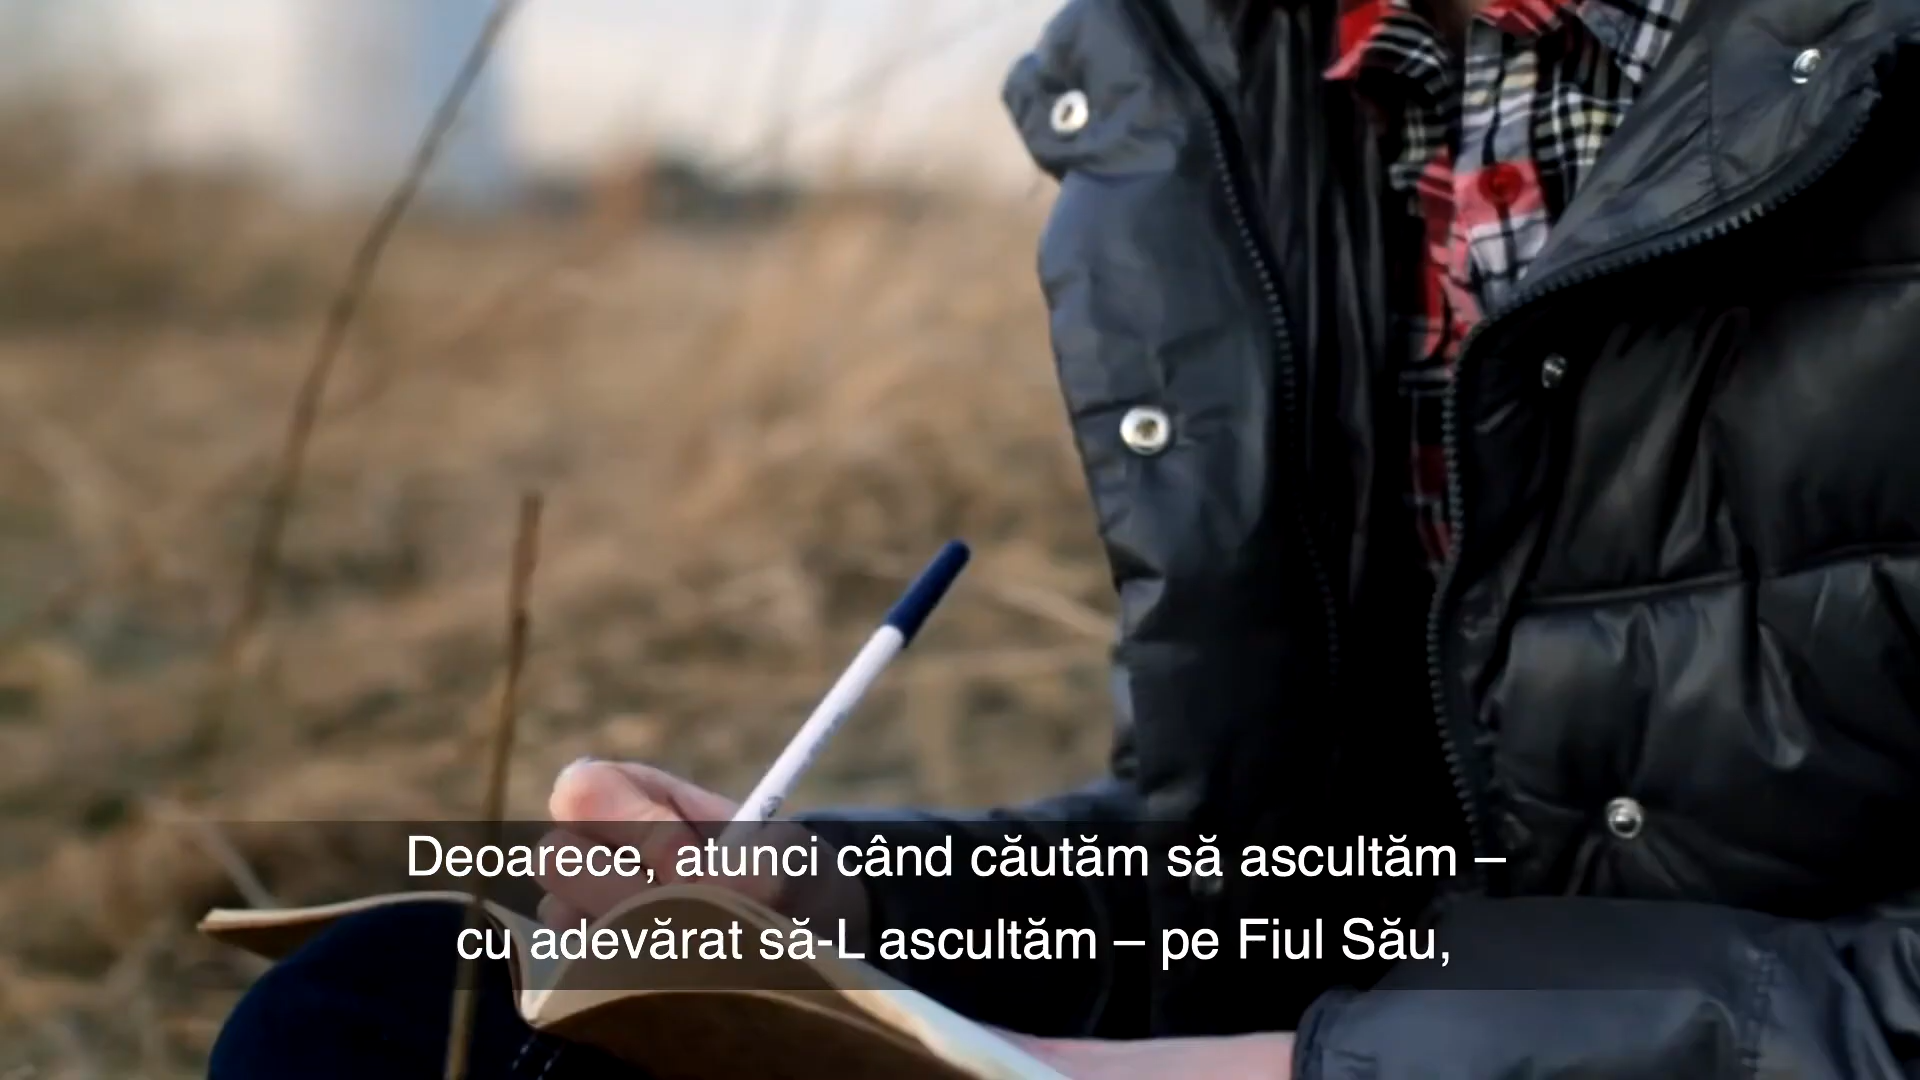 Deoarece, atunci când căutăm să ascultăm –
cu adevărat să-L ascultăm – pe Fiul Său,